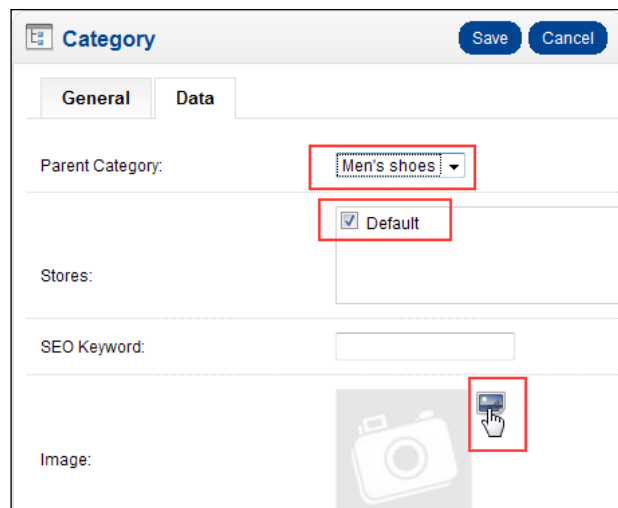 Category
Save Cancel
General Data
Parent Category: Men's shoes
Default
Stores:
SEO Keyword:
Image: